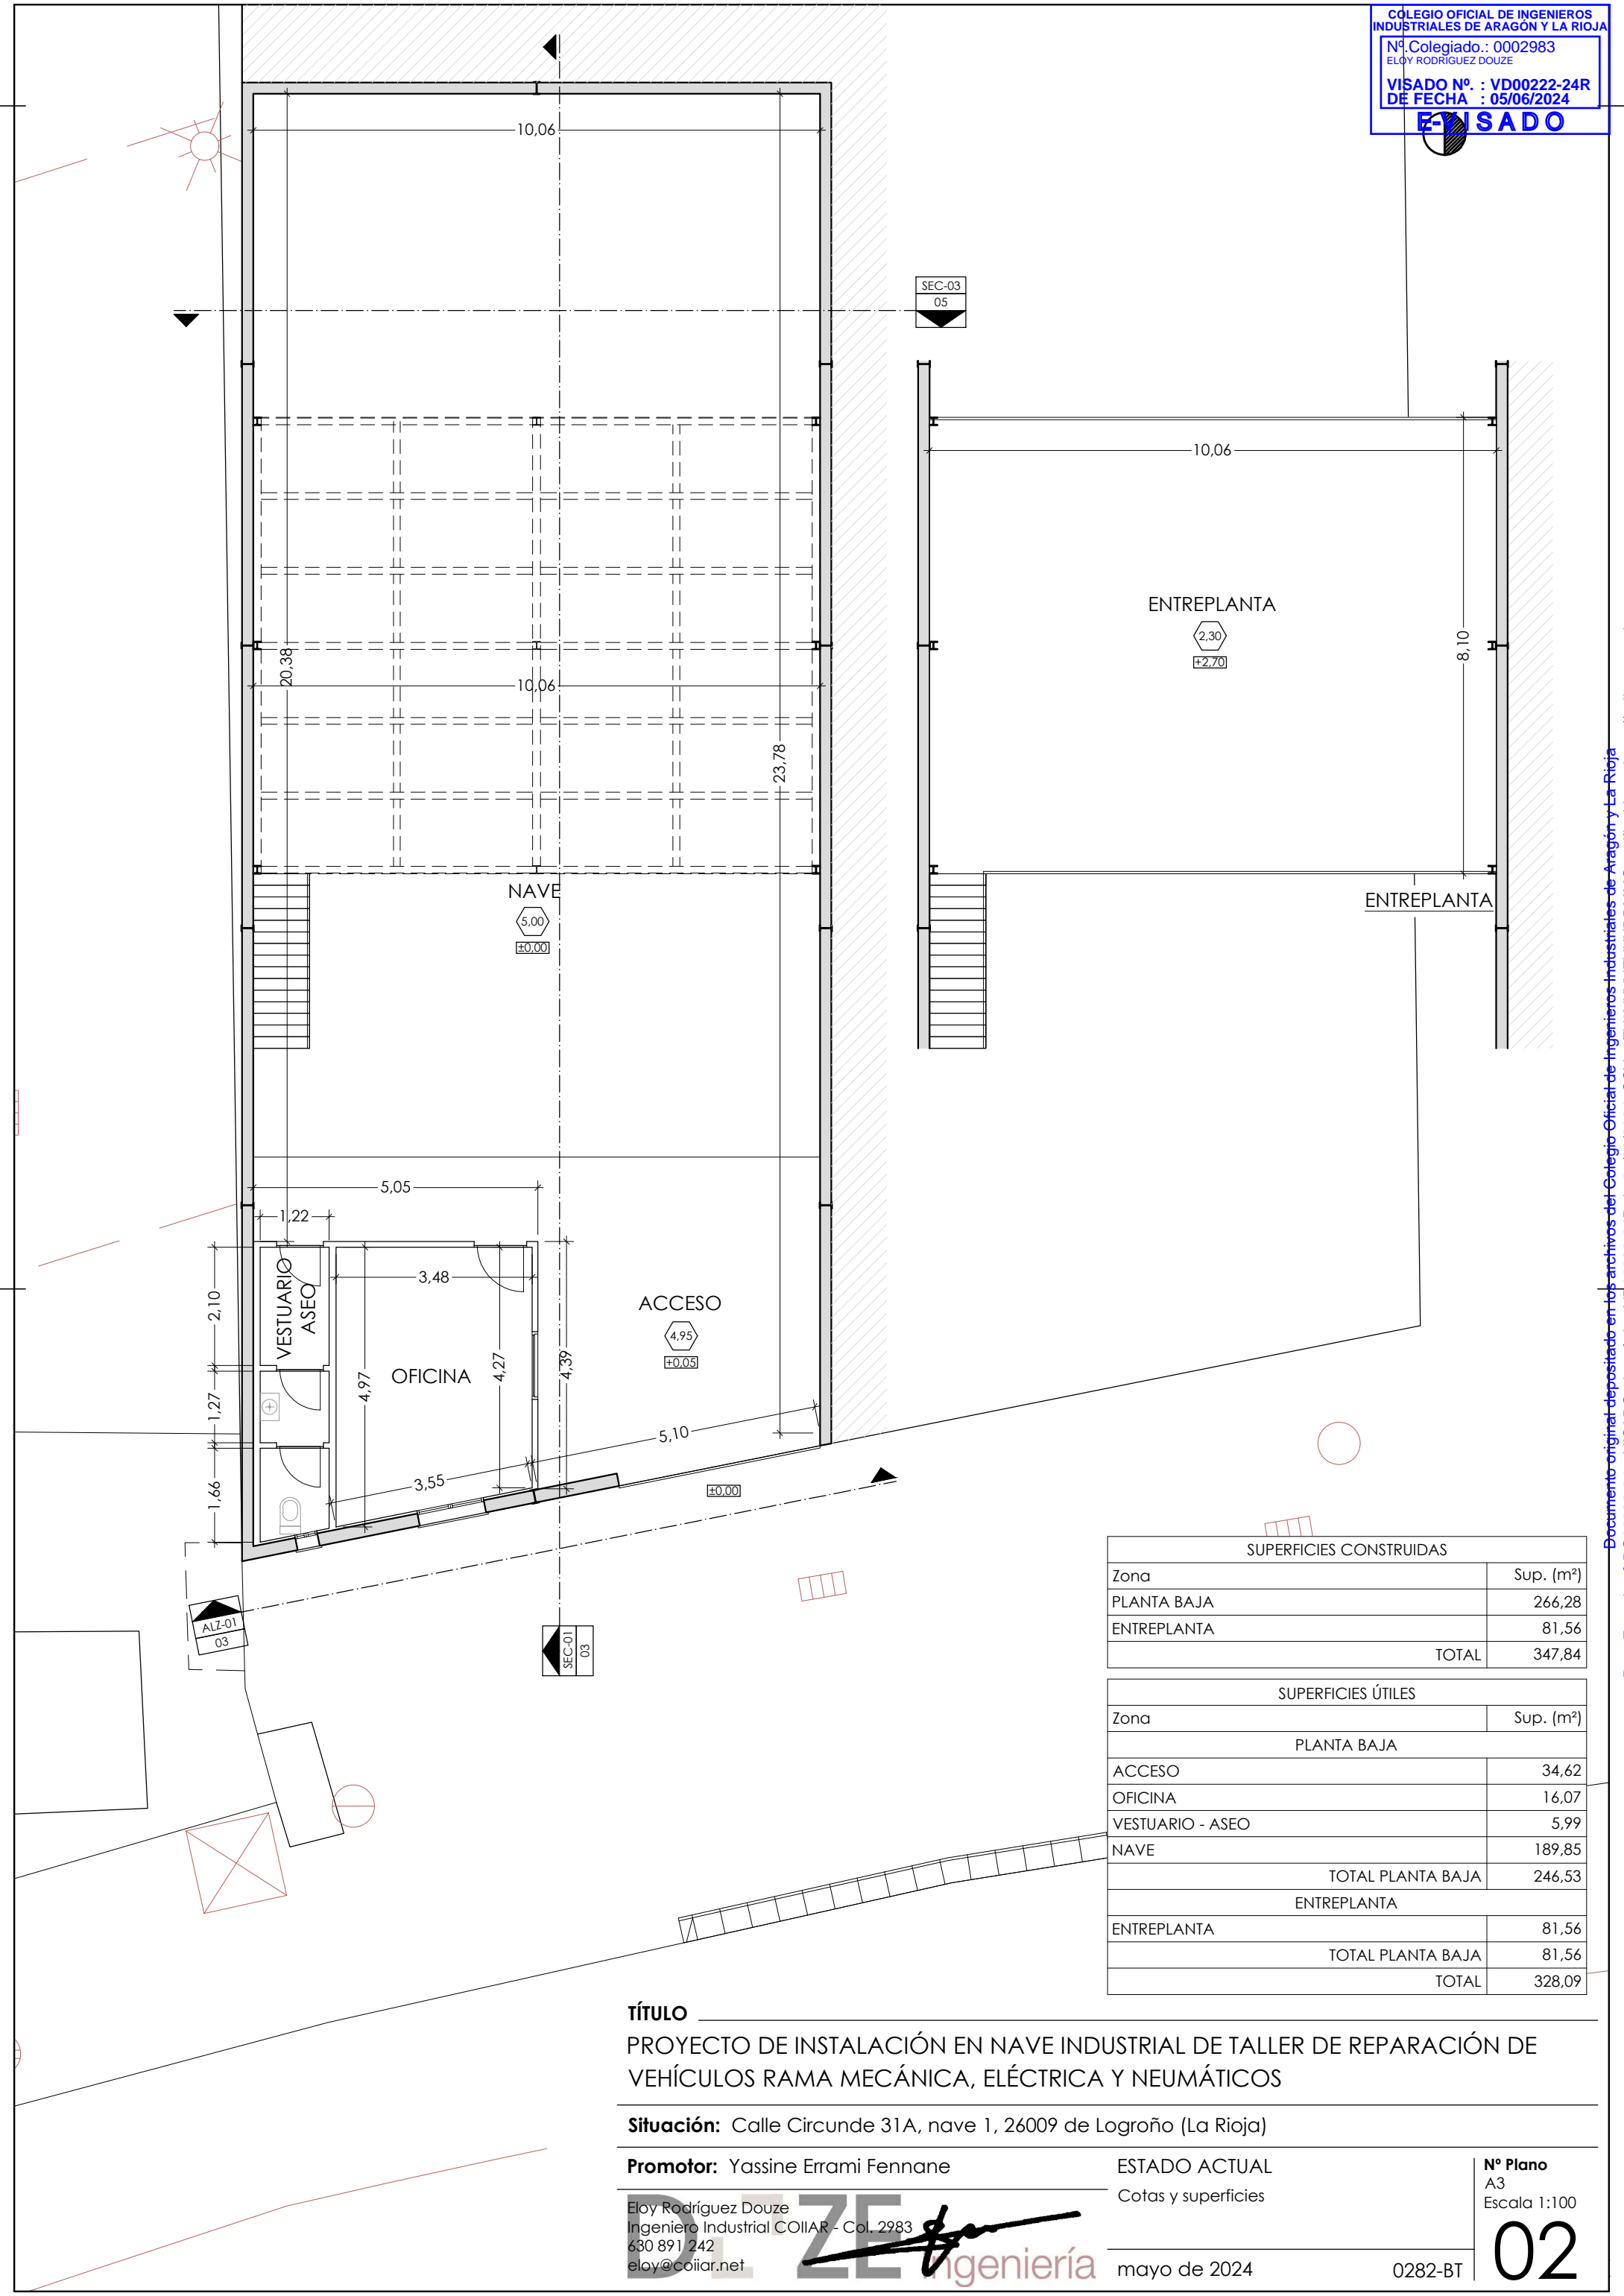 COLEGIO OFICIAL DE INGENIEROS
INDUSTRIALES DE ARAGÓN Y LA RIOJA
Nº.Colegiado.: 0002983
ELOY RODRÍGUEZ DOUZE
VISADO Nº. : VD00222-24R
DE FECHA : 05/06/2024
E-VISADO
10,06
SEC-03
05
10,06
ENTREPLANTA
2,30
+2,70
8,10
20,38
10,06
23,78
NAVE
5,00
±0,00
ENTREPLANTA
5,05
1,22
VESTUARIO
ASEO
3,48
2,10
ACCESO
4,95
+0,05
OFICINA
4,97
4,27
4,39
1,27
5,10
3,55
1,66
±0,00
ALZ-01
03
SEC-01
03
Documento original depositado en los archivos del Colegio Oficial de Ingenieros Industriales de Aragón y La Rioja
SUPERFICIES CONSTRUIDAS
Zona Sup. (m²)
PLANTA BAJA 266,28
ENTREPLANTA 81,56
TOTAL 347,84
SUPERFICIES ÚTILES
Zona Sup. (m²)
PLANTA BAJA
ACCESO 34,62
OFICINA 16,07
VESTUARIO - ASEO 5,99
NAVE 189,85
TOTAL PLANTA BAJA 246,53
ENTREPLANTA
ENTREPLANTA 81,56
TOTAL PLANTA BAJA 81,56
TOTAL 328,09
TÍTULO
PROYECTO DE INSTALACIÓN EN NAVE INDUSTRIAL DE TALLER DE REPARACIÓN DE
VEHÍCULOS RAMA MECÁNICA, ELÉCTRICA Y NEUMÁTICOS
Situación: Calle Circunde 31A, nave 1, 26009 de Logroño (La Rioja)
Promotor: Yassine Errami Fennane
ESTADO ACTUAL
Cotas y superficies
Nº Plano
A3
Escala 1:100
02
Eloy Rodríguez Douze
Ingeniero Industrial COIIAR - Col. 2983
630 891 242
eloy@coiiar.net
ingeniería
mayo de 2024
0282-BT